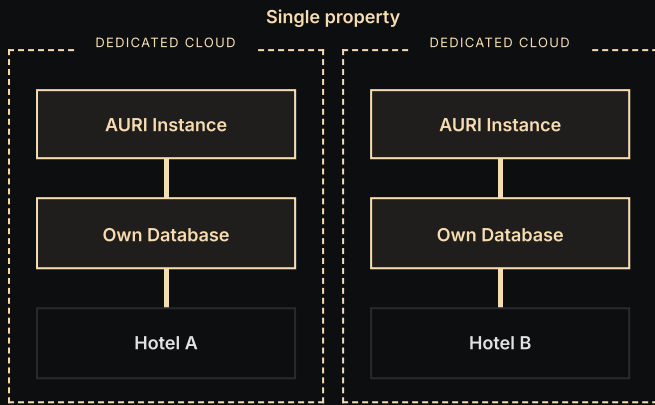 Single property
DEDICATED CLOUD
AURI Instance
Own Database
Hotel A
DEDICATED CLOUD
AURI Instance
Own Database
Hotel B